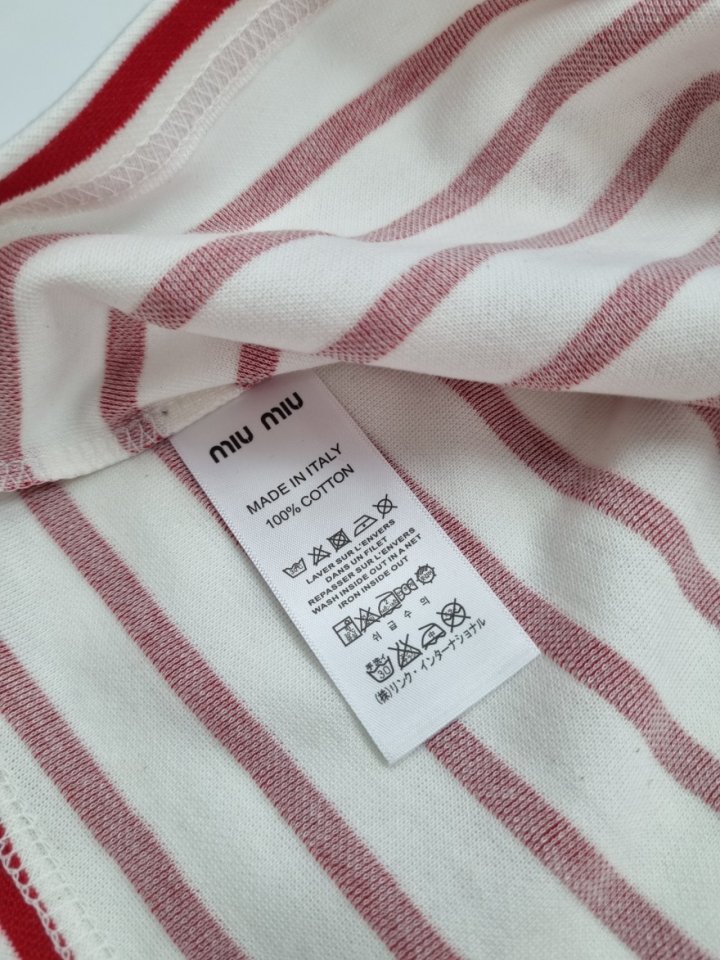 MIU MIU
MADE IN ITALY
100% COTTON
LAVER SUR L'ENVERS
DANS UN FILET
REPASSER SUR L'ENVERS
WASH INSIDE OUT IN A NET
IRON INSIDE OUT
쉬 금 수 의
30
(株)リンク・インターナショナル